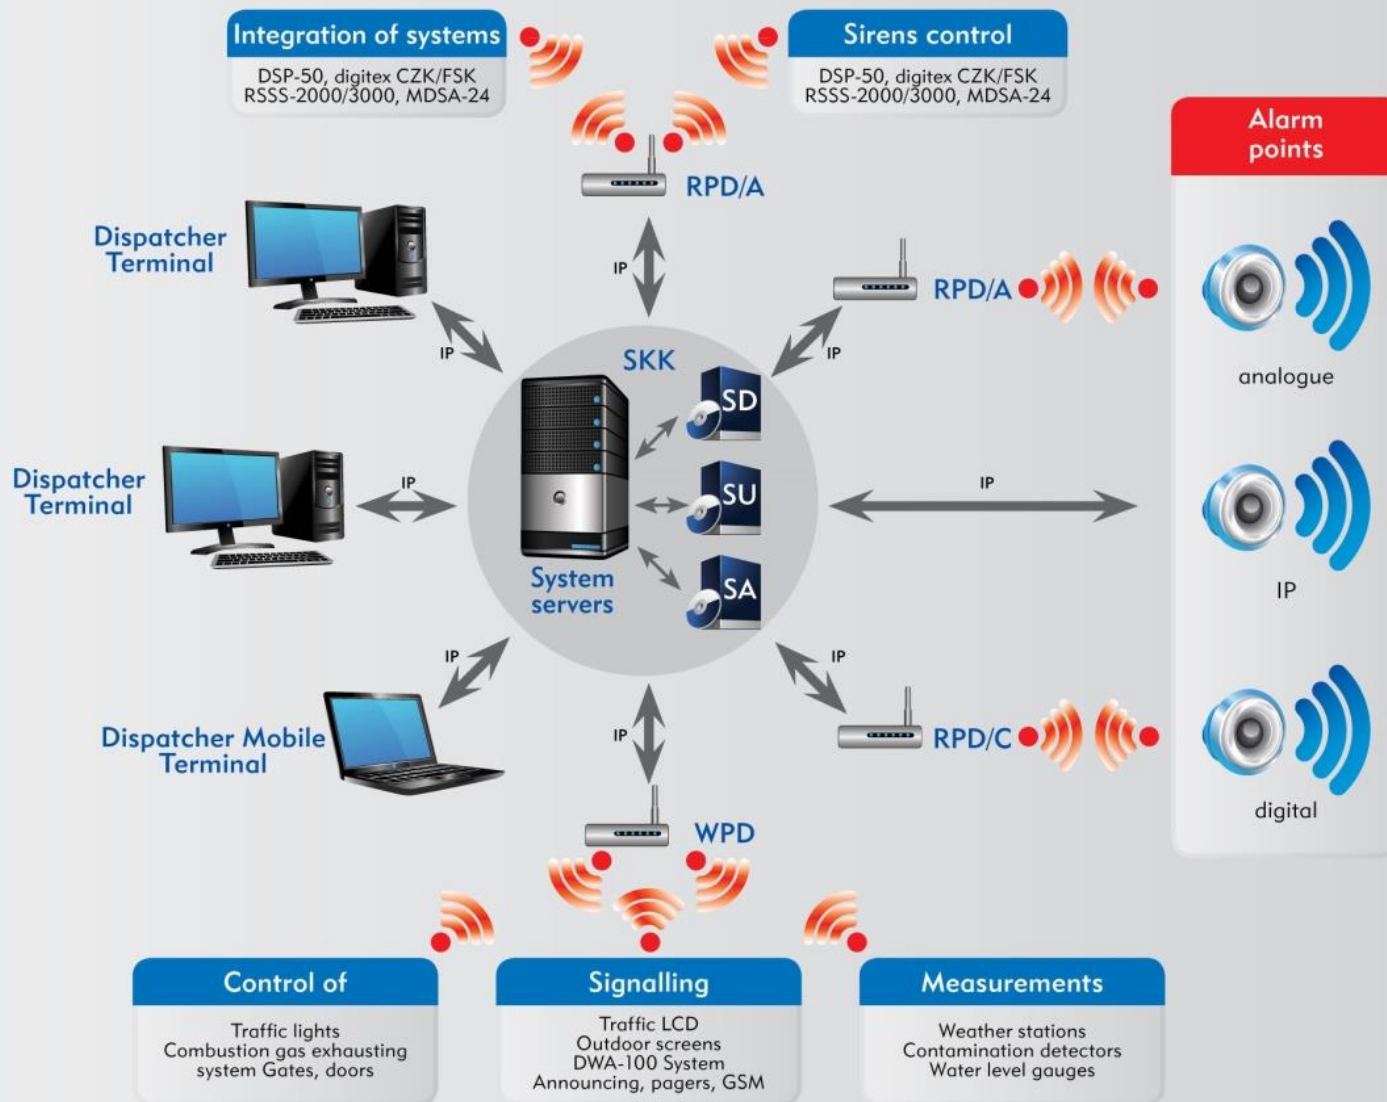 Integration of systems
DSP-50, digitex CZK/FSK
RSSS-2000/3000, MDSA-24
Sirens control
DSP-50, digitex CZK/FSK
RSSS-2000/3000, MDSA-24
Alarm
points
RPD/A
Dispatcher
Terminal
IP
RPD/A
IP
IP
SKK
analogue
SD
Dispatcher
Terminal
IP
SU
IP
System
servers
SA
IP
IP
IP
Dispatcher Mobile
Terminal
IP
RPD/C
digital
WPD
Control of
Traffic lights
Combustion gas exhausting
system Gates, doors
Signalling
Traffic LCD
Outdoor screens
DWA-100 System
Announcing, pagers, GSM
Measurements
Weather stations
Contamination detectors
Water level gauges